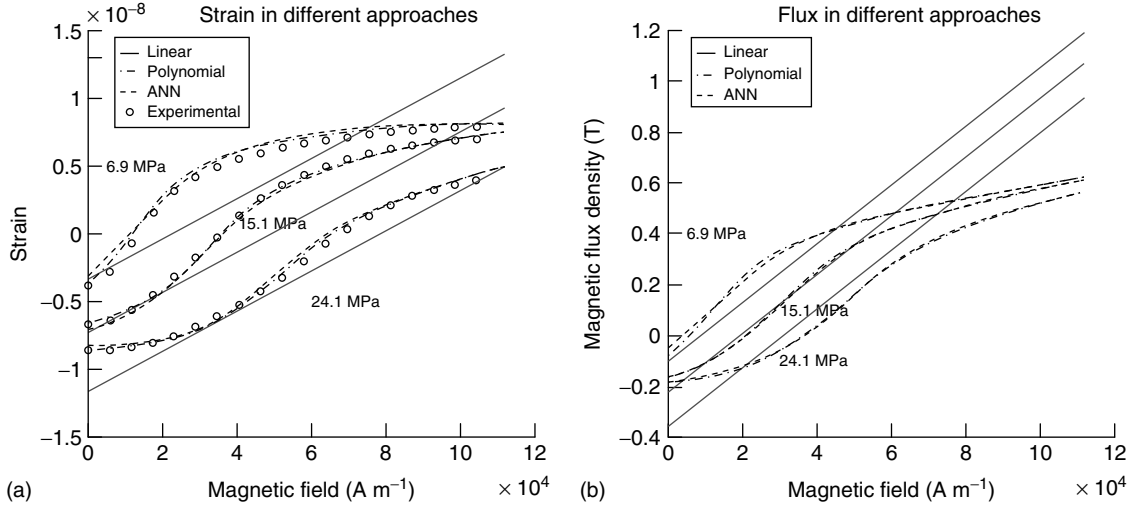 × 10⁻⁸
Strain in different approaches
1.5
1
0.5
0
−0.5
−1
−1.5
Strain
Linear
Polynomial
ANN
Experimental
6.9 MPa
15.1 MPa
24.1 MPa
0
2
4
6
8
10
12
Magnetic field (A m⁻¹)
× 10⁴
(a)
Flux in different approaches
1.2
1
0.8
0.6
0.4
0.2
0
−0.2
−0.4
Magnetic flux density (T)
Linear
Polynomial
ANN
6.9 MPa
15.1 MPa
24.1 MPa
0
2
4
6
8
10
12
Magnetic field (A m⁻¹)
× 10⁴
(b)